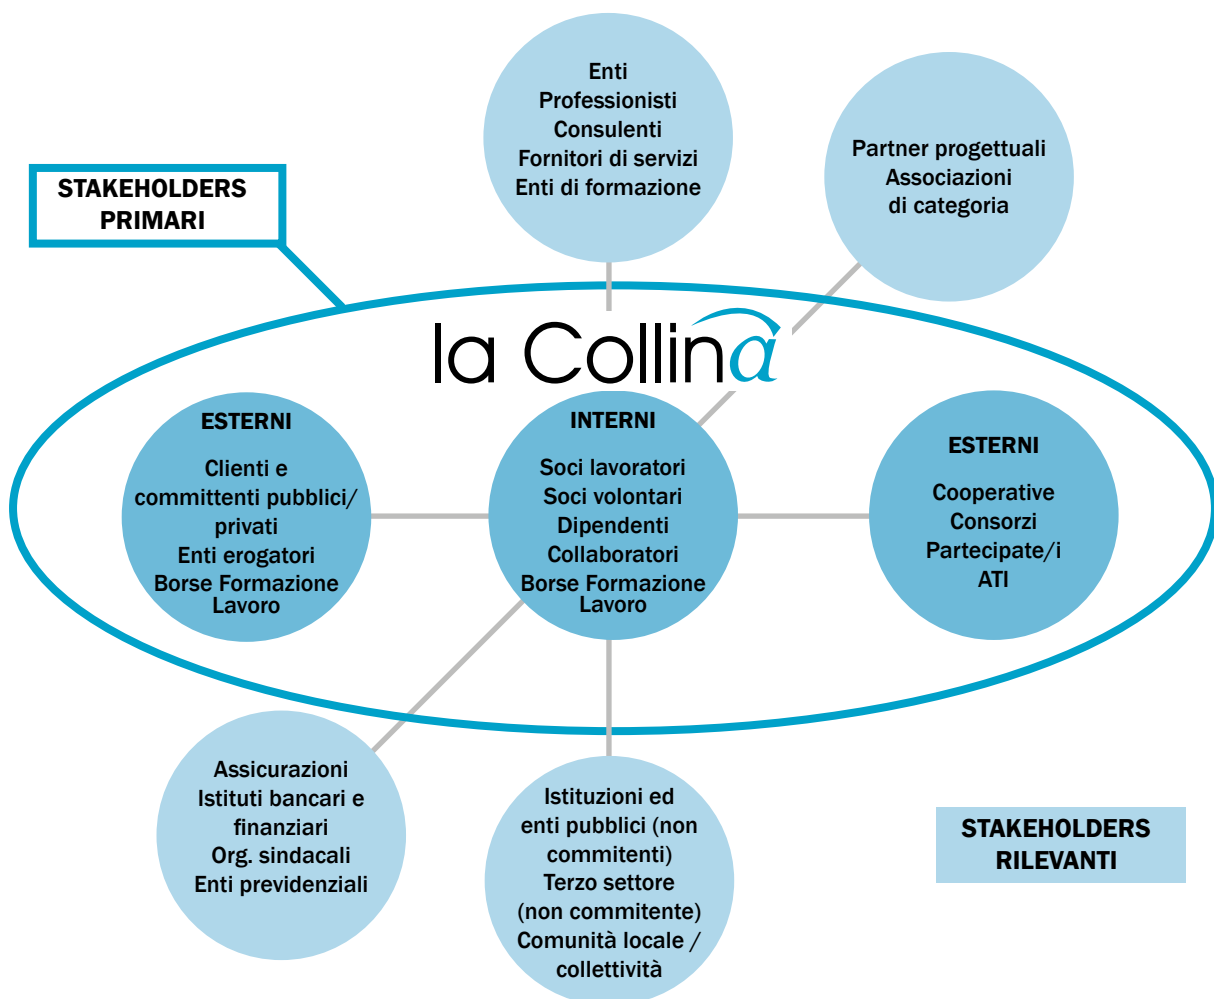 Enti
Professionisti
Consulenti
Fornitori di servizi
Enti di formazione
Partner progettuali
Associazioni
di categoria
STAKEHOLDERS
PRIMARI
la Collina
ESTERNI
Clienti e
committenti pubblici/
privati
Enti erogatori
Borse Formazione
Lavoro
INTERNI
Soci lavoratori
Soci volontari
Dipendenti
Collaboratori
Borse Formazione
Lavoro
ESTERNI
Cooperative
Consorzi
Partecipate/i
ATI
Assicurazioni
Istituti bancari e
finanziari
Org. sindacali
Enti previdenziali
Istituzioni ed
enti pubblici (non
commitenti)
Terzo settore
(non commitente)
Comunità locale /
collettività
STAKEHOLDERS
RILEVANTI